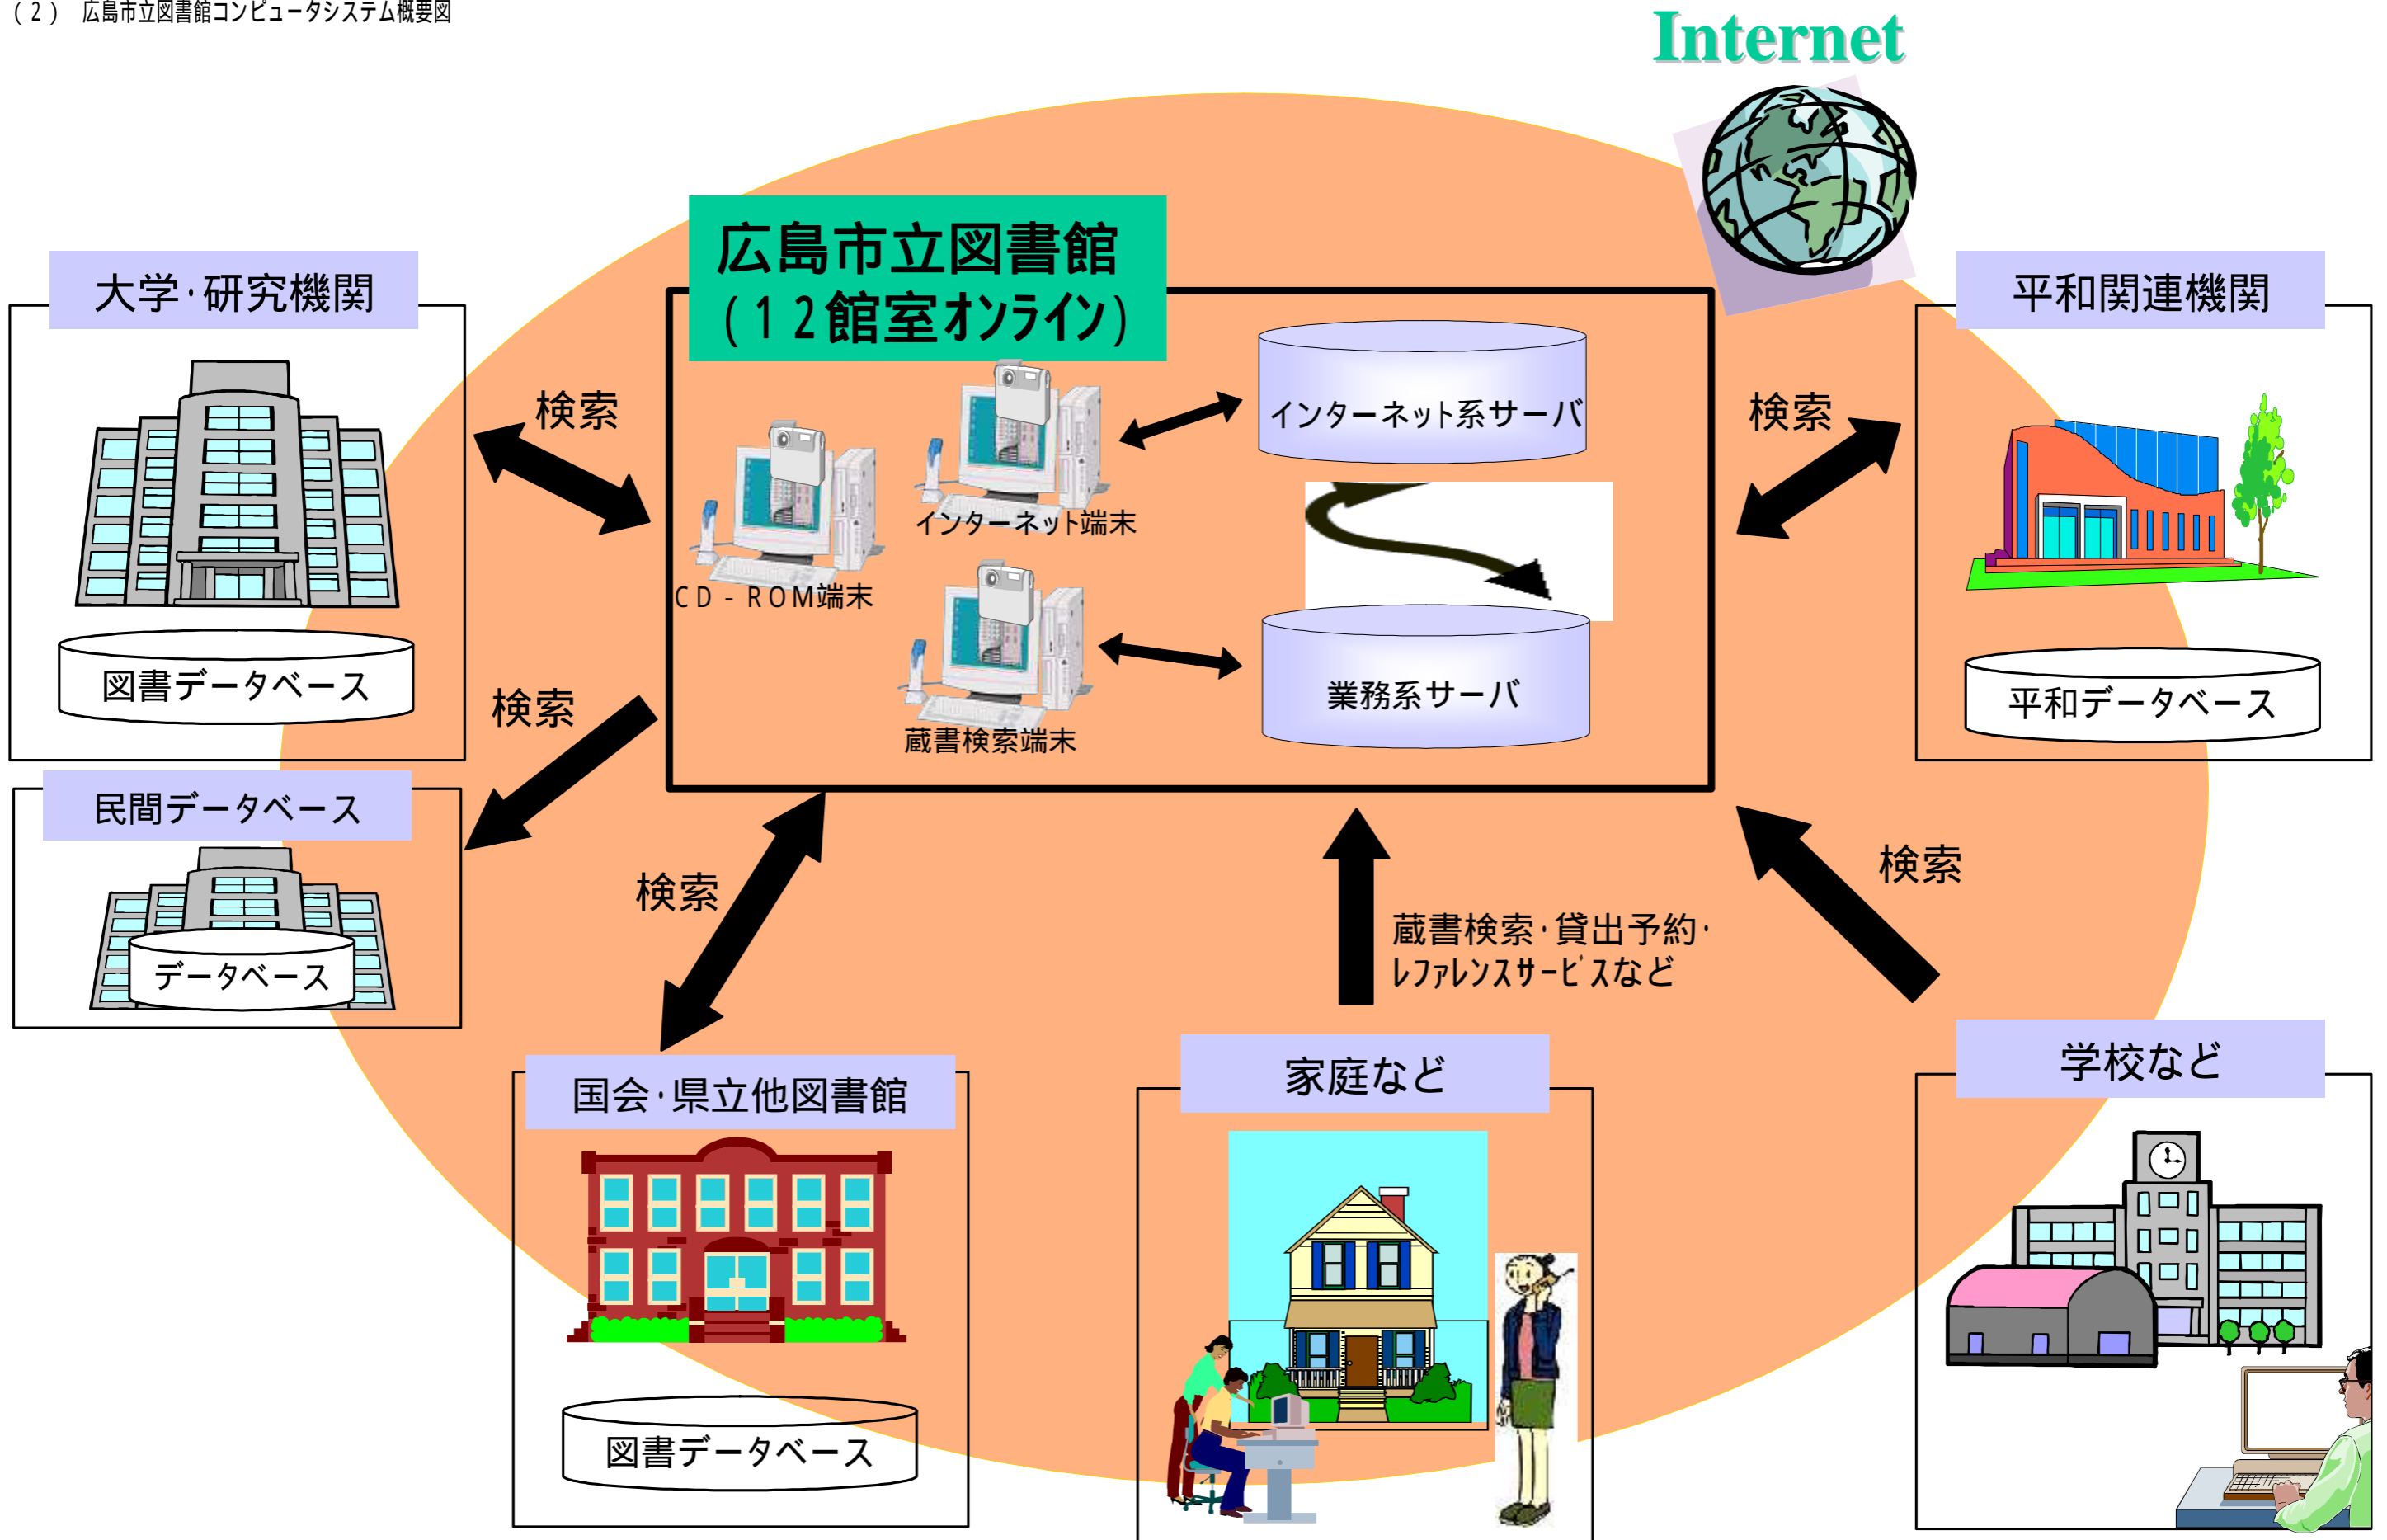 (2) 広島市立図書館コンピュータシステム概要図
Internet
広島市立図書館
(12館室オンライン)
大学・研究機関
平和関連機関
検索
インターネット系サーバ
検索
インターネット端末
CD-ROM端末
図書データベース
検索
業務系サーバ
平和データベース
蔵書検索端末
民間データベース
検索
検索
蔵書検索・貸出予約・
レファレンスサービスなど
データベース
国会・県立他図書館
家庭など
学校など
図書データベース